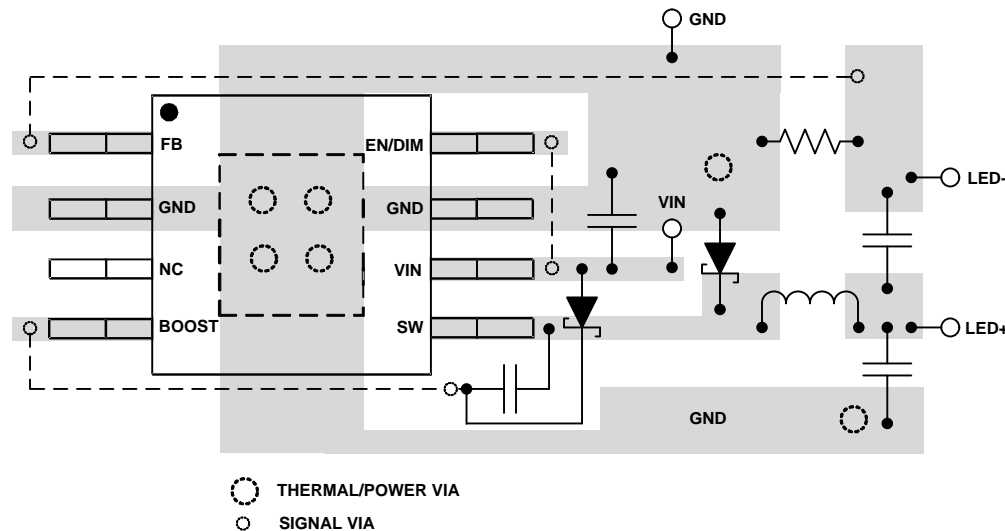 GND
FB
EN/DIM
LED-
GND
GND
VIN
NC
VIN
BOOST
SW
LED+
GND
THERMAL/POWER VIA
SIGNAL VIA